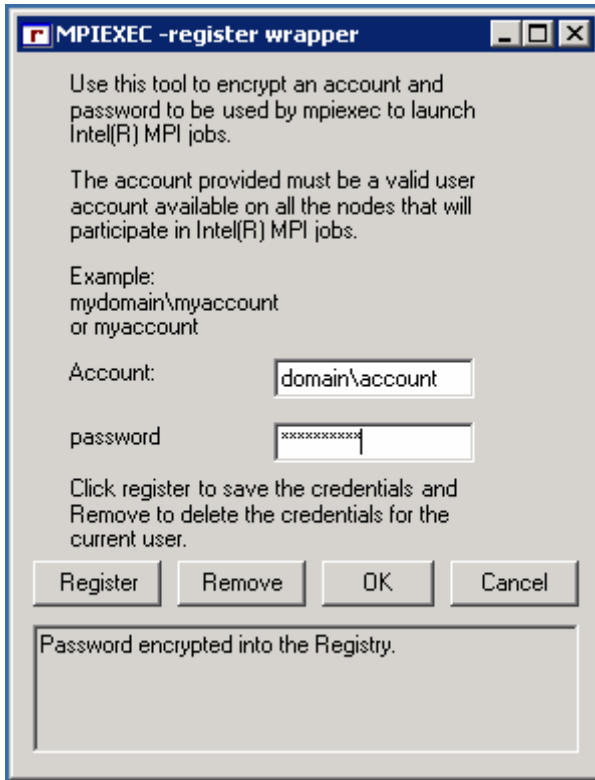 MPIEXEC -register wrapper
Use this tool to encrypt an account and
password to be used by mpiexec to launch
Intel(R) MPI jobs.
The account provided must be a valid user
account available on all the nodes that will
participate in Intel(R) MPI jobs.
Example:
mydomain\myaccount
or myaccount
Account: domain\account
password **********
Click register to save the credentials and
Remove to delete the credentials for the
current user.
Register Remove OK Cancel
Password encrypted into the Registry.